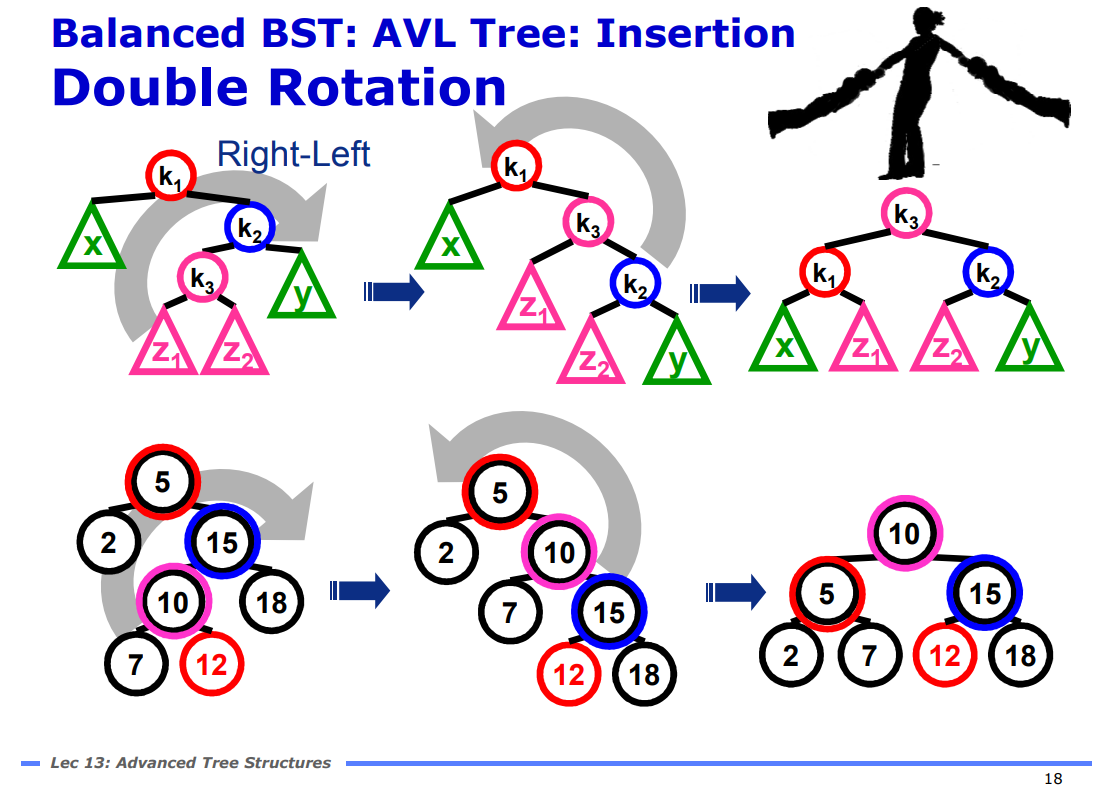 Balanced BST: AVL Tree: Insertion
Double Rotation
Right-Left
k1
x
k2
k3
y
z1 z2
k1
x
k3
z1
k2
z2
y
k3
k1
k2
x z1 z2 y
5
2 15
10 18
7 12
5
2 10
7 15
12 18
10
5 15
2 7 12 18
Lec 13: Advanced Tree Structures
18